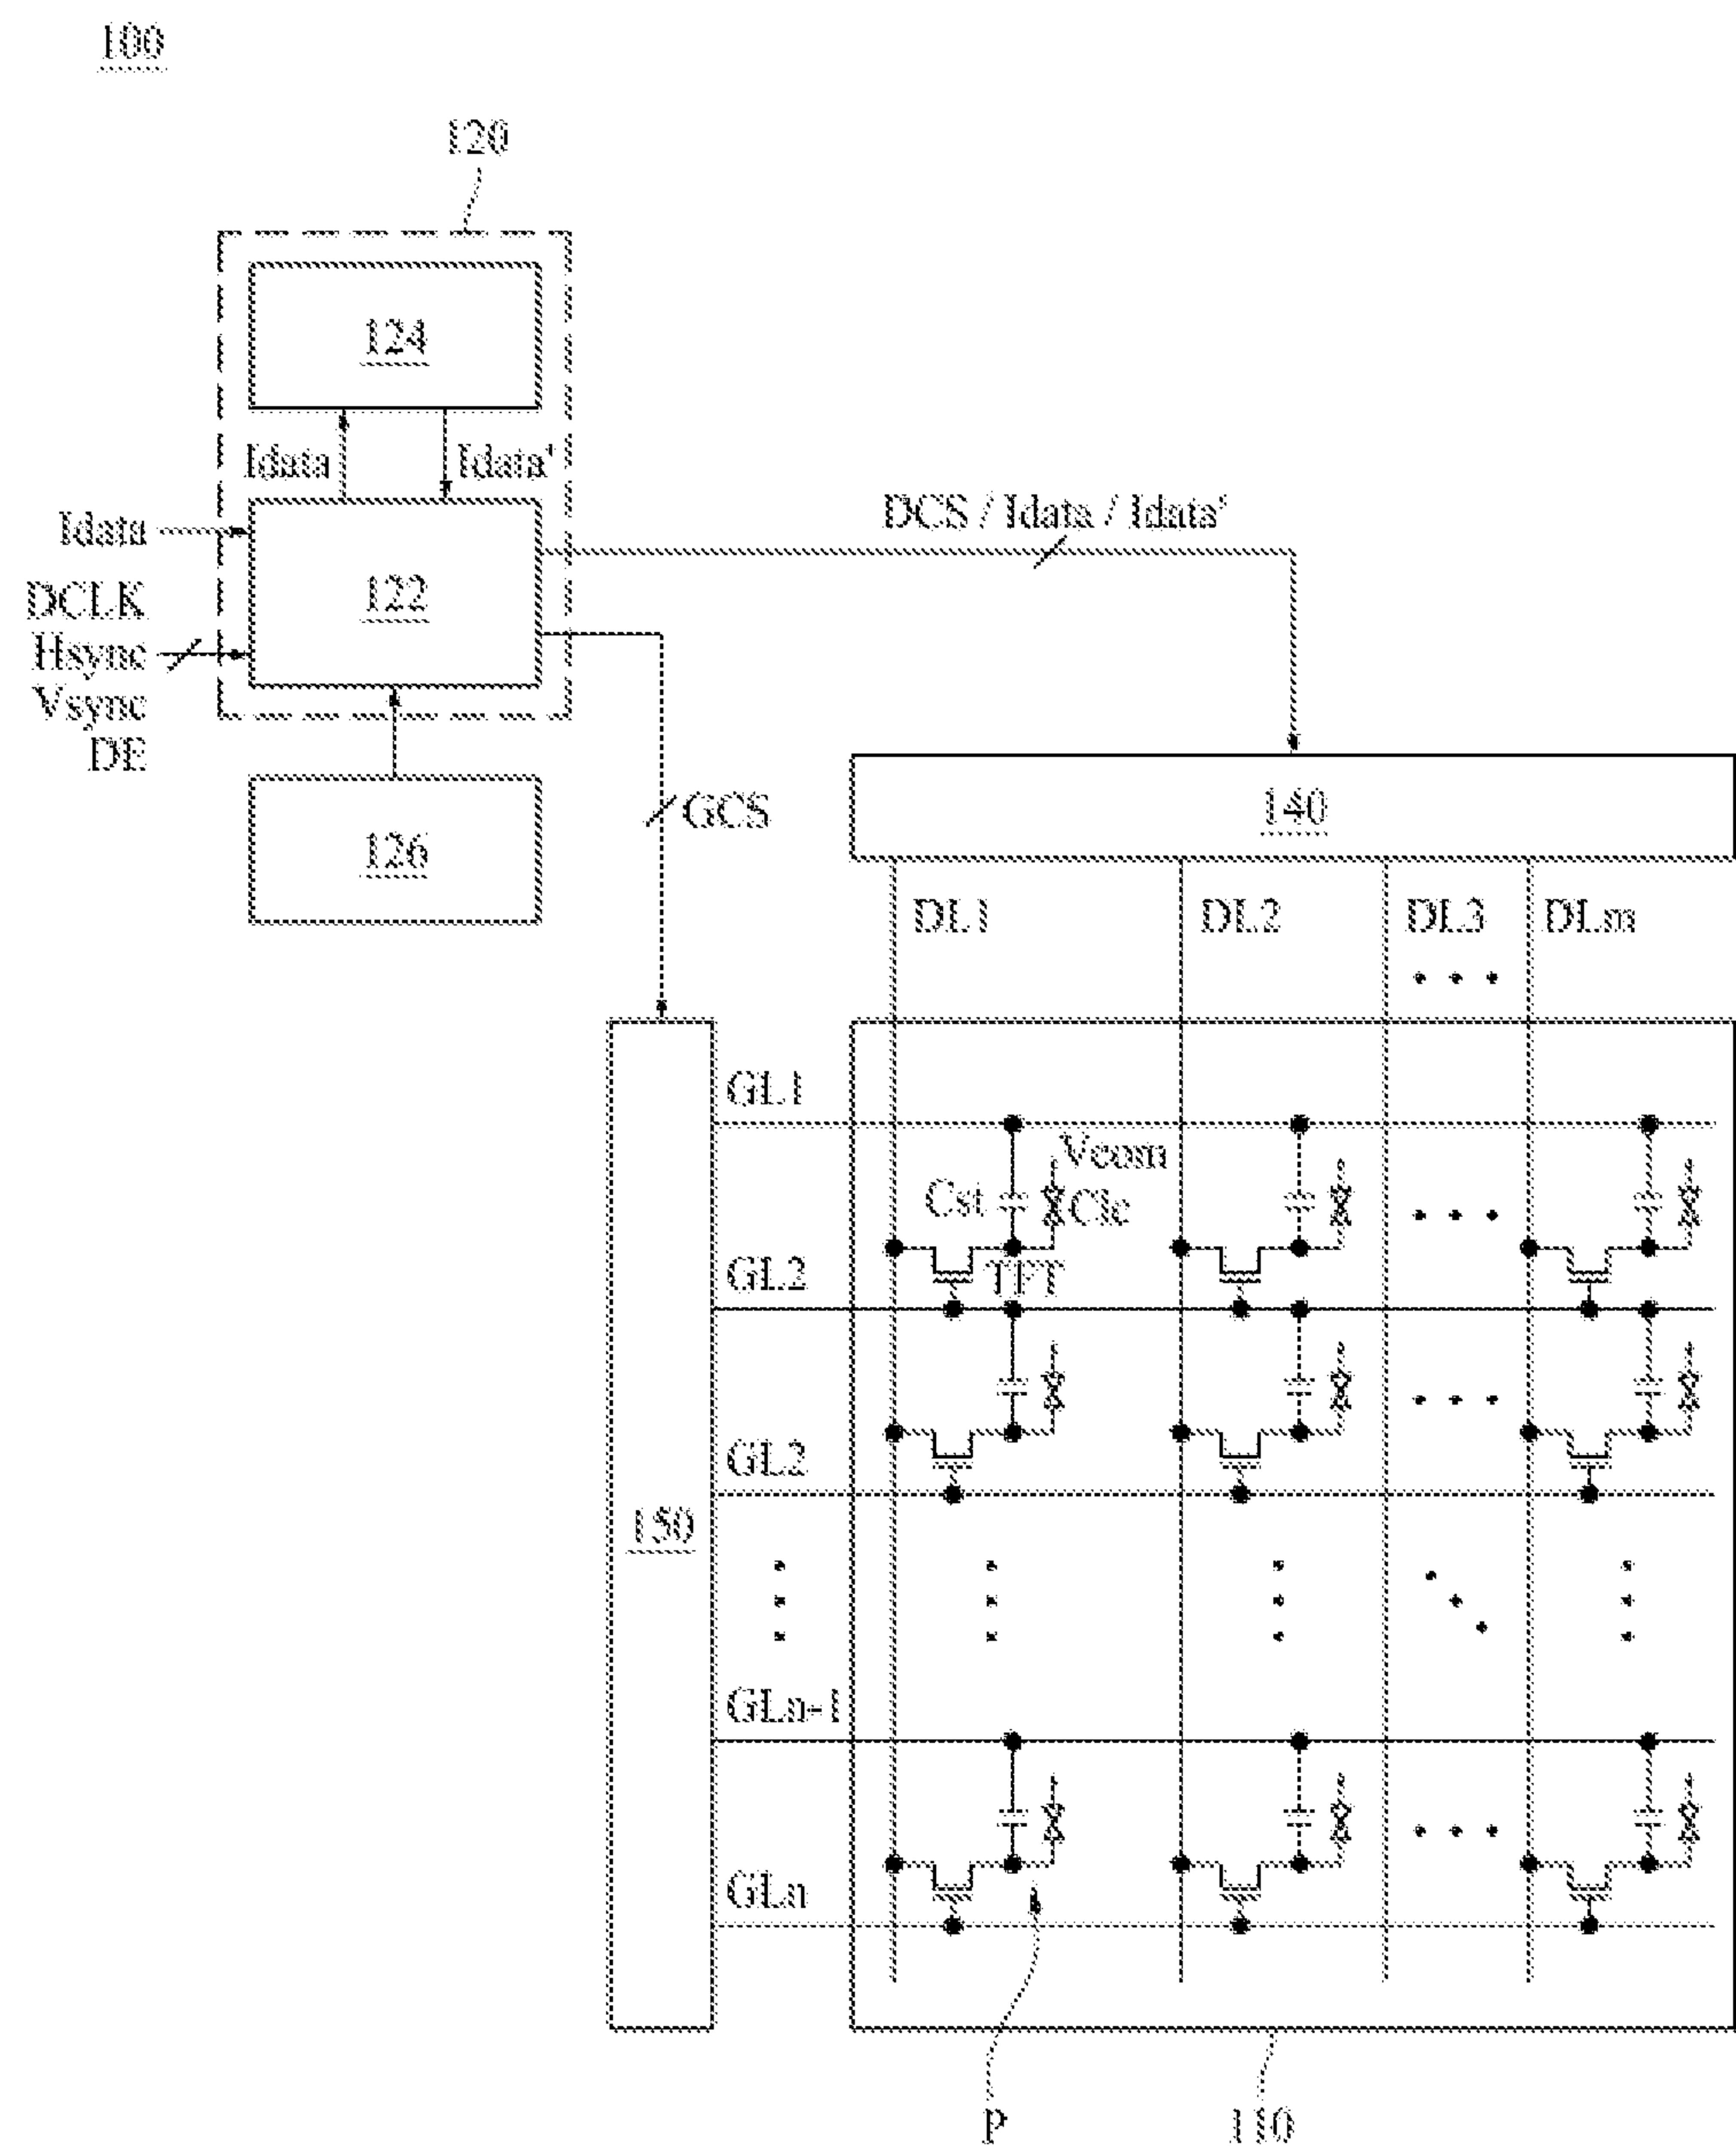 100
120
124
Idata
Idata'
Idata
DCS / Idata / Idata'
DCLK
Hsync
Vsync
DE
122
GCS
126
140
DL1
DL2
DL3
DLm
GL1
Vcom
Cst
Clc
GL2
TFT
GL2
150
GLn-1
GLn
P
110